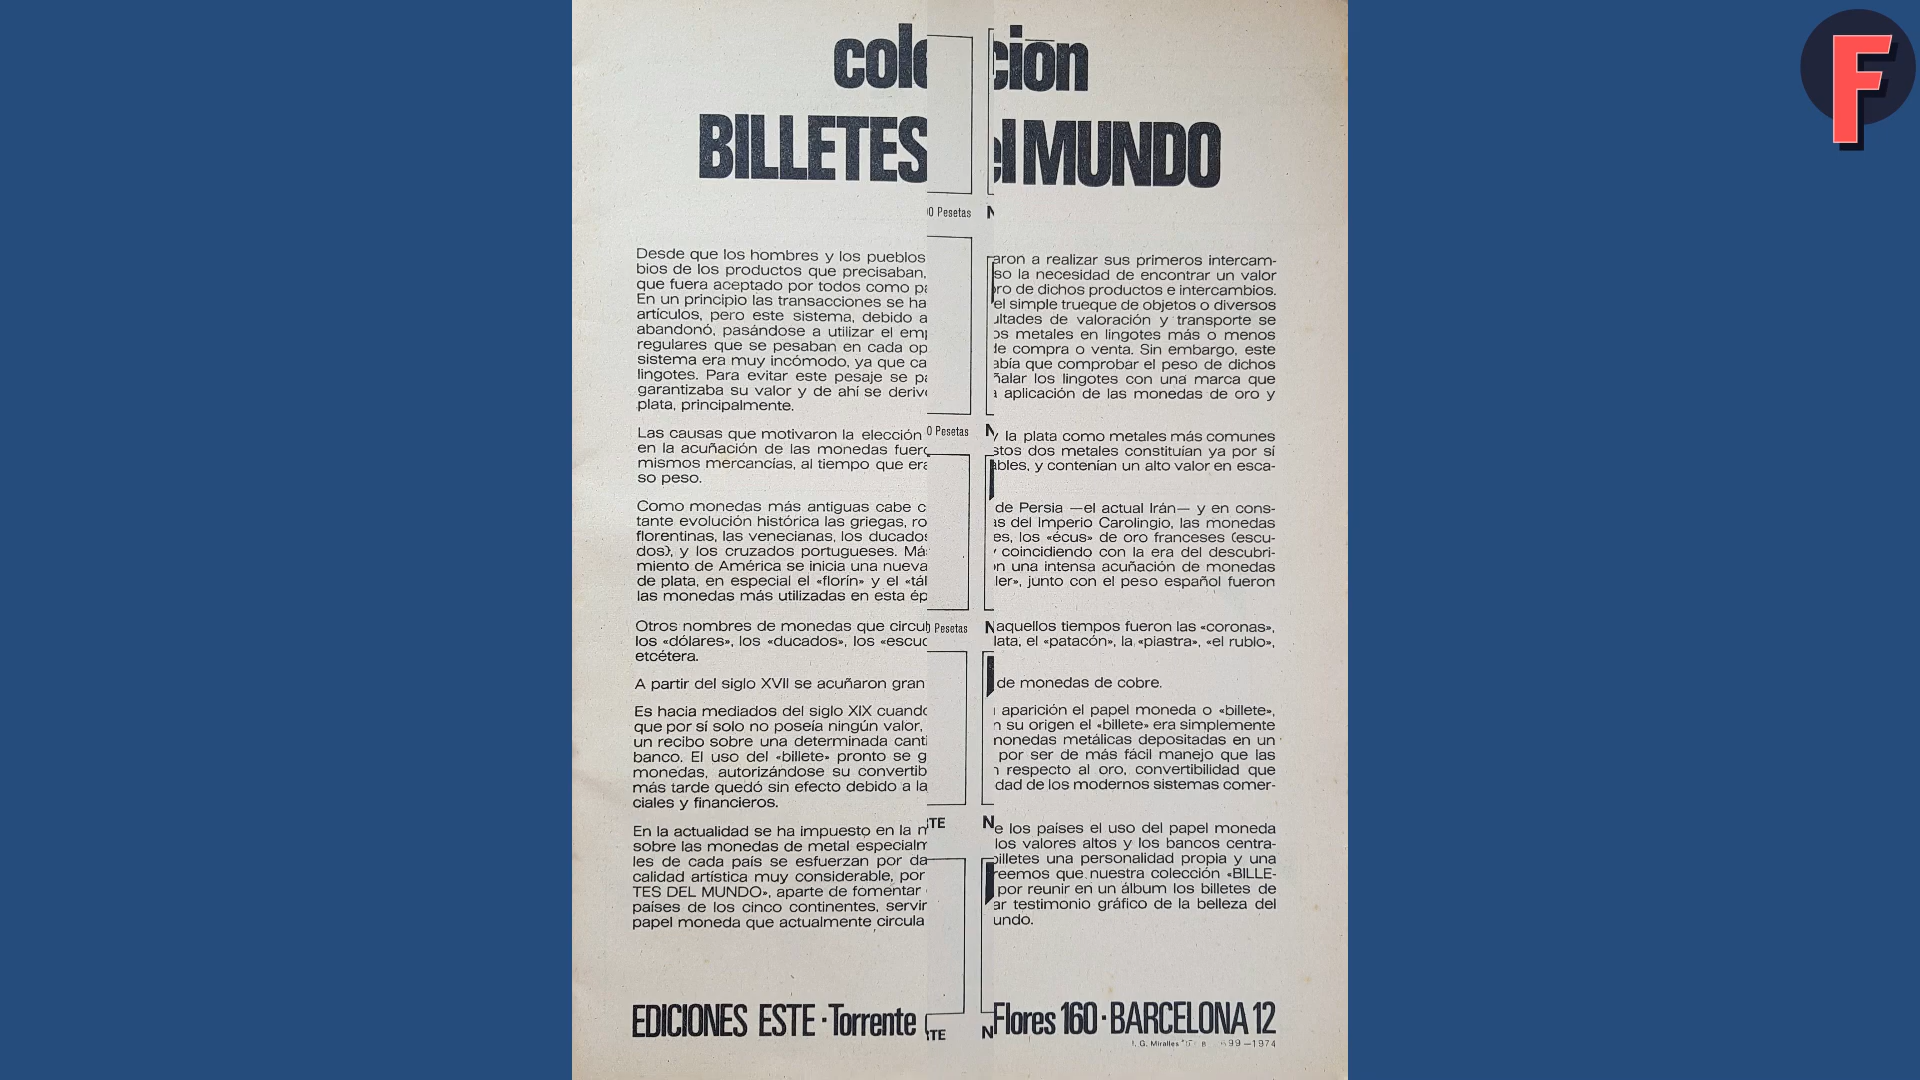 F
cole ción
BILLETES el MUNDO
Pesetas N
Desde que los hombres y los pueblos aron a realizar sus primeros intercam-
bios de los productos que precisaban, so la necesidad de encontrar un valor
que fuera aceptado por todos como pa ro de dichos productos e intercambios.
En un principio las transacciones se ha el simple trueque de objetos o diversos
artículos, pero este sistema, debido a ultades de valoración y transporte se
abandonó, pasándose a utilizar el emp os metales en lingotes más o menos
regulares que se pesaban en cada op de compra o venta. Sin embargo, este
sistema era muy incómodo, ya que ca abía que comprobar el peso de dichos
lingotes. Para evitar este pesaje se pa ñalar los lingotes con una marca que
garantizaba su valor y de ahí se derivó a aplicación de las monedas de oro y
plata, principalmente.
Las causas que motivaron la elección 0 Pesetas N y la plata como metales más comunes
en la acuñación de las monedas fuero stos dos metales constituían ya por sí
mismos mercancías, al tiempo que era ables, y contenían un alto valor en esca-
so peso.
Como monedas más antiguas cabe c de Persia —el actual Irán— y en cons-
tante evolución histórica las griegas, ro as del Imperio Carolingio, las monedas
florentinas, las venecianas, los ducados es, los «écus» de oro franceses (escu-
dos), y los cruzados portugueses. Más y coincidiendo con la era del descubri-
miento de América se inicia una nueva on una intensa acuñación de monedas
de plata, en especial el «florín» y el «tál ler», junto con el peso español fueron
las monedas más utilizadas en esta ép
Otros nombres de monedas que circul Pesetas N aquellos tiempos fueron las «coronas»,
los «dólares», los «ducados», los «escud lata, el «patacón», la «piastra», «el rublo»,
etcétera.
A partir del siglo XVII se acuñaron gran de monedas de cobre.
Es hacia mediados del siglo XIX cuando aparición el papel moneda o «billete»,
que por sí solo no poseía ningún valor, n su origen el «billete» era simplemente
un recibo sobre una determinada canti monedas metálicas depositadas en un
banco. El uso del «billete» pronto se g por ser de más fácil manejo que las
monedas, autorizándose su convertib n respecto al oro, convertibilidad que
más tarde quedó sin efecto debido a la dad de los modernos sistemas comer-
ciales y financieros.
En la actualidad se ha impuesto en la m TE N e los países el uso del papel moneda
sobre las monedas de metal especialm los valores altos y los bancos centra-
les de cada país se esfuerzan por da billetes una personalidad propia y una
calidad artística muy considerable, por reemos que nuestra colección «BILLE-
TES DEL MUNDO», aparte de fomentar por reunir en un álbum los billetes de
países de los cinco continentes, servir ar testimonio gráfico de la belleza del
papel moneda que actualmente circula undo.
EDICIONES ESTE · Torrente Flores 160 · BARCELONA 12
TE N
I. G. Miralles 99-1974